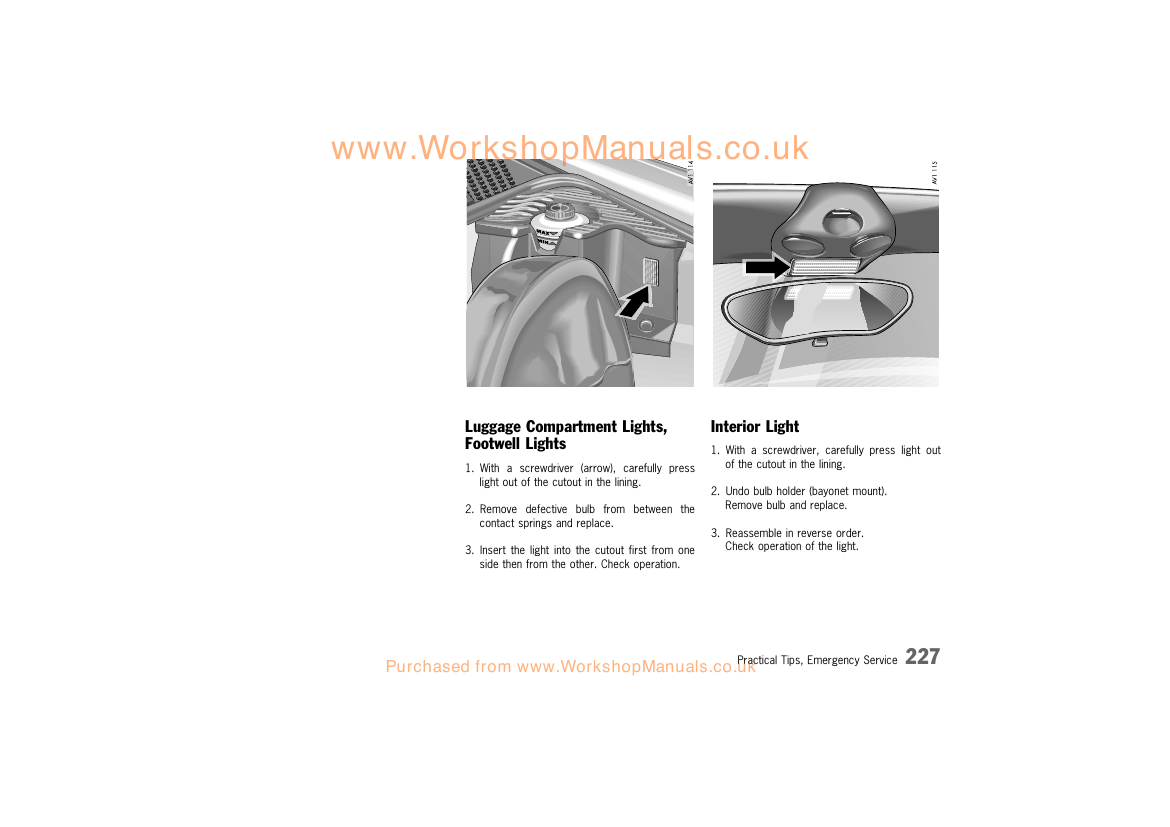 www.WorkshopManuals.co.uk
AV1 114
AV1 115
MAX
MIN
Luggage Compartment Lights,
Footwell Lights
1. With a screwdriver (arrow), carefully press
light out of the cutout in the lining.
2. Remove defective bulb from between the
contact springs and replace.
3. Insert the light into the cutout first from one
side then from the other. Check operation.
Interior Light
1. With a screwdriver, carefully press light out
of the cutout in the lining.
2. Undo bulb holder (bayonet mount).
Remove bulb and replace.
3. Reassemble in reverse order.
Check operation of the light.
Practical Tips, Emergency Service 227
Purchased from www.WorkshopManuals.co.uk